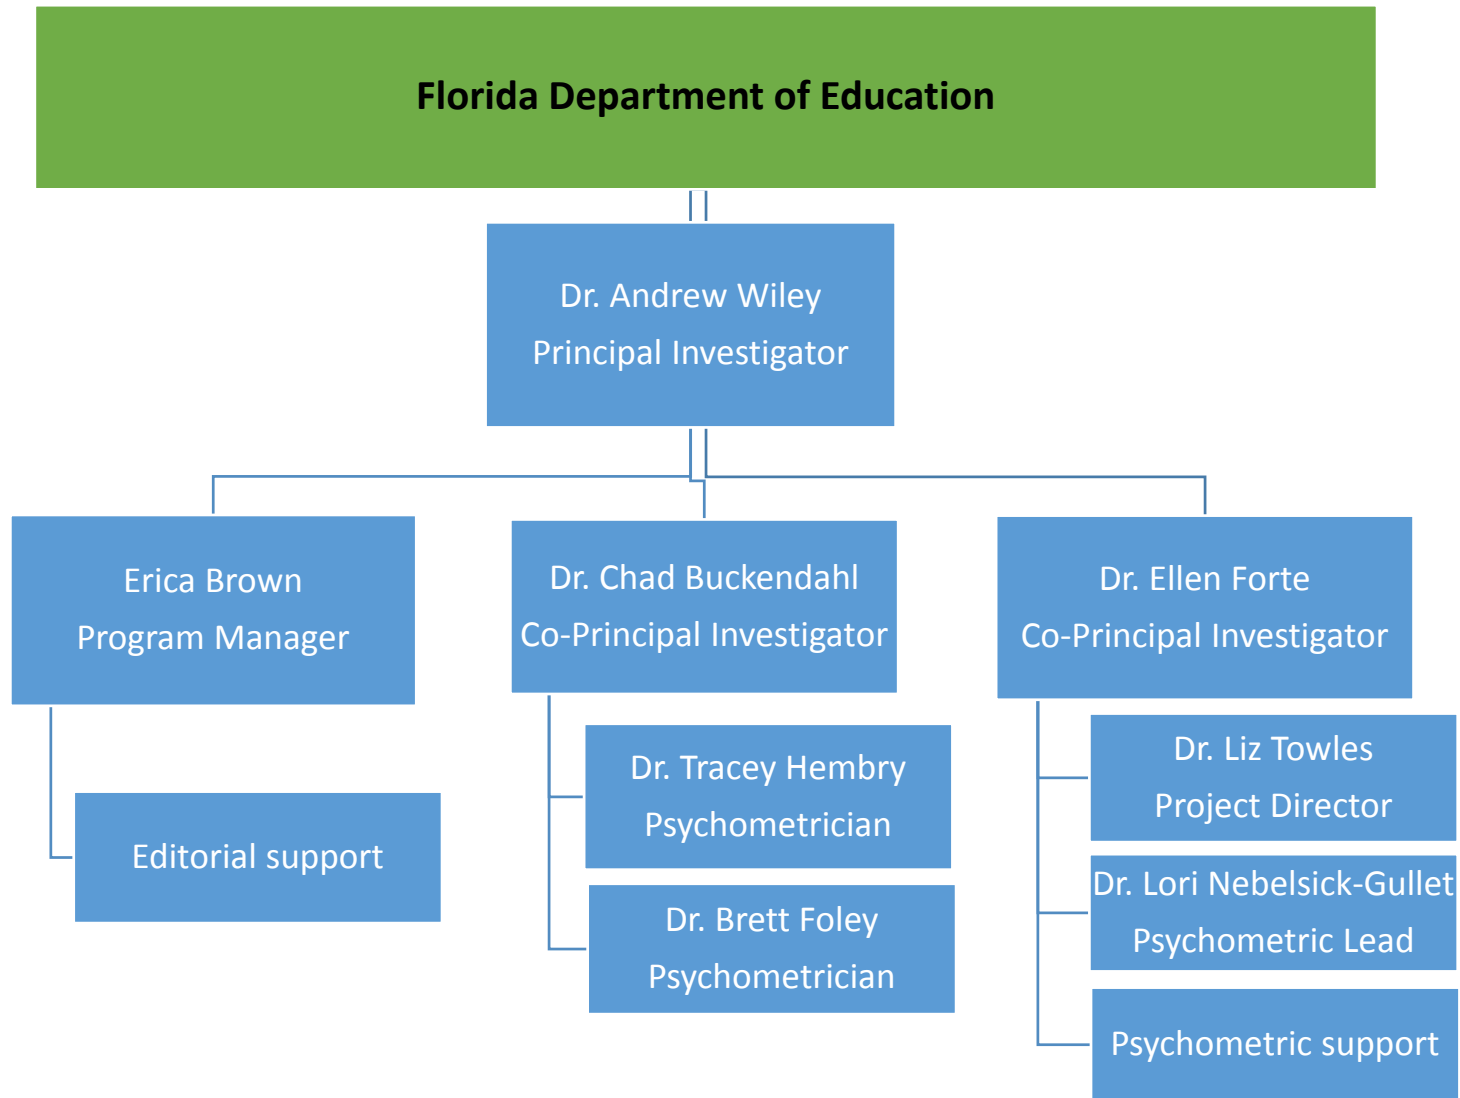 Florida Department of Education
Dr. Andrew Wiley
Principal Investigator
Erica Brown
Program Manager
Editorial support
Dr. Chad Buckendahl
Co-Principal Investigator
Dr. Tracey Hembry
Psychometrician
Dr. Brett Foley
Psychometrician
Dr. Ellen Forte
Co-Principal Investigator
Dr. Liz Towles
Project Director
Dr. Lori Nebelsick-Gullet
Psychometric Lead
Psychometric support